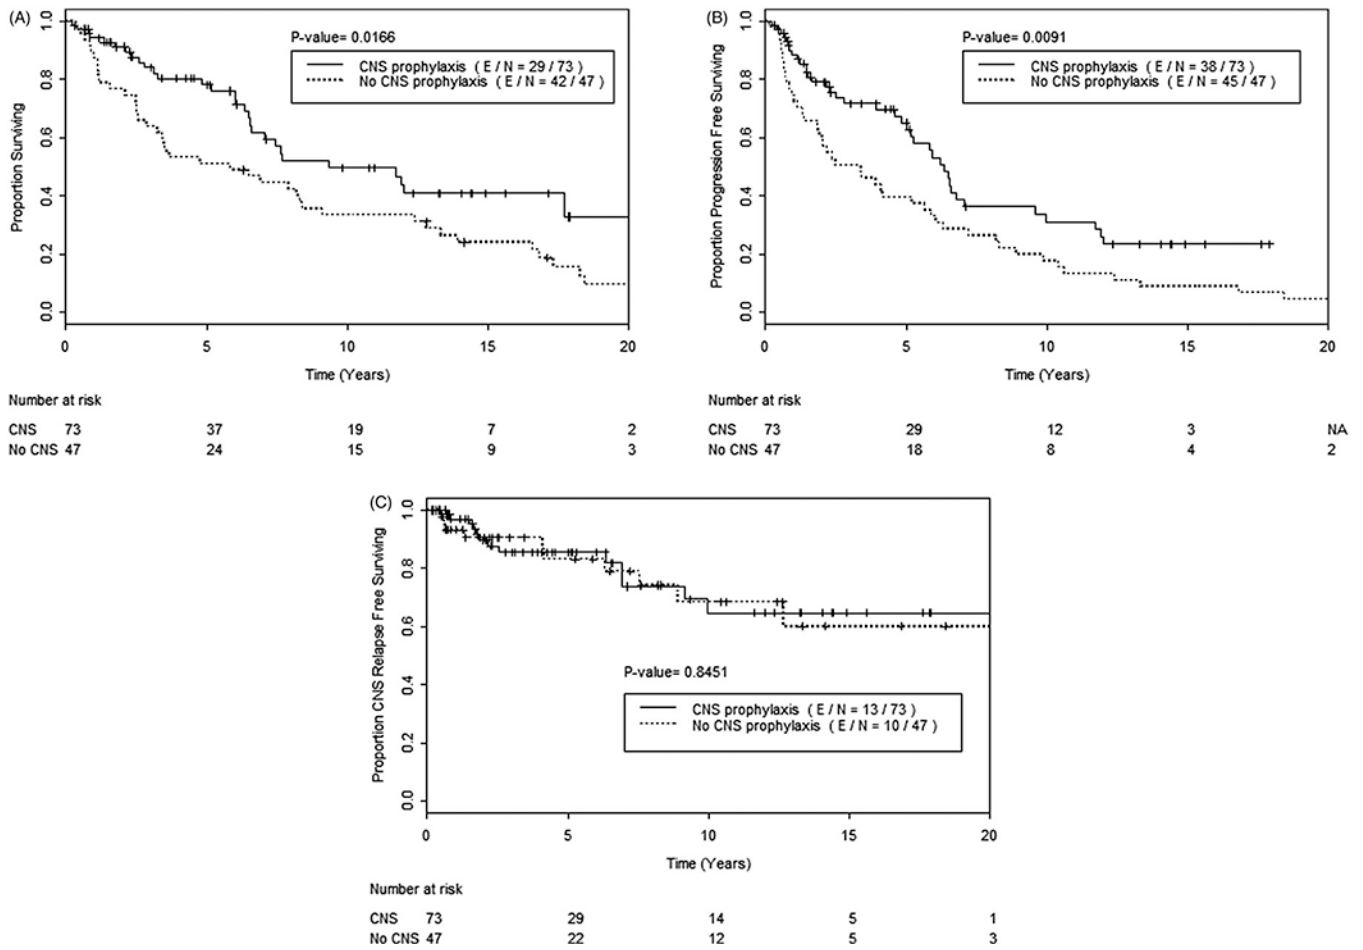 (A)
Proportion Surviving
1.0
0.8
0.6
0.4
0.2
0.0
P-value= 0.0166
CNS prophylaxis ( E / N = 29 / 73 )
No CNS prophylaxis ( E / N = 42 / 47 )
0 5 10 15 20
Time (Years)
Number at risk
CNS 73 37 19 7 2
No CNS 47 24 15 9 3
(B)
Proportion Progression Free Surviving
1.0
0.8
0.6
0.4
0.2
0.0
P-value= 0.0091
CNS prophylaxis ( E / N = 38 / 73 )
No CNS prophylaxis ( E / N = 45 / 47 )
0 5 10 15 20
Time (Years)
Number at risk
CNS 73 29 12 3 NA
No CNS 47 18 8 4 2
(C)
Proportion CNS Relapse Free Surviving
1.0
0.8
0.6
0.4
0.2
0.0
P-value= 0.8451
CNS prophylaxis ( E / N = 13 / 73 )
No CNS prophylaxis ( E / N = 10 / 47 )
0 5 10 15 20
Time (Years)
Number at risk
CNS 73 29 14 5 1
No CNS 47 22 12 5 3